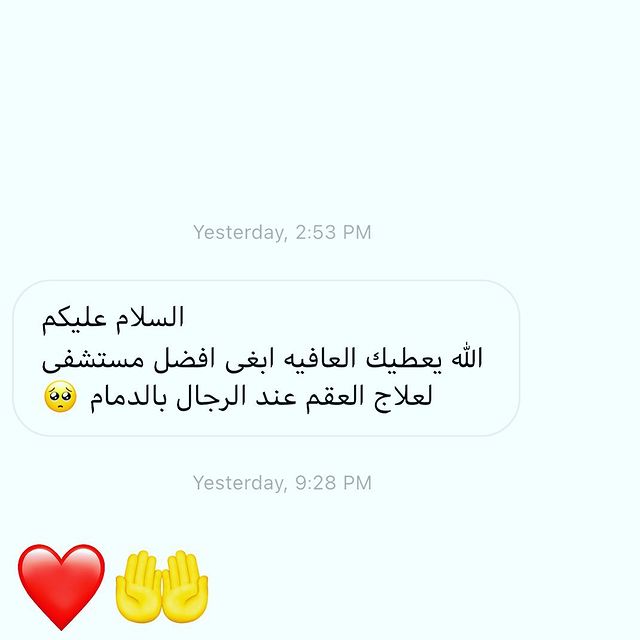 Yesterday, 2:53 PM
السلام عليكم
الله يعطيك العافيه ابغى افضل مستشفى
لعلاج العقم عند الرجال بالدمام 🥺
Yesterday, 9:28 PM
❤️🤲